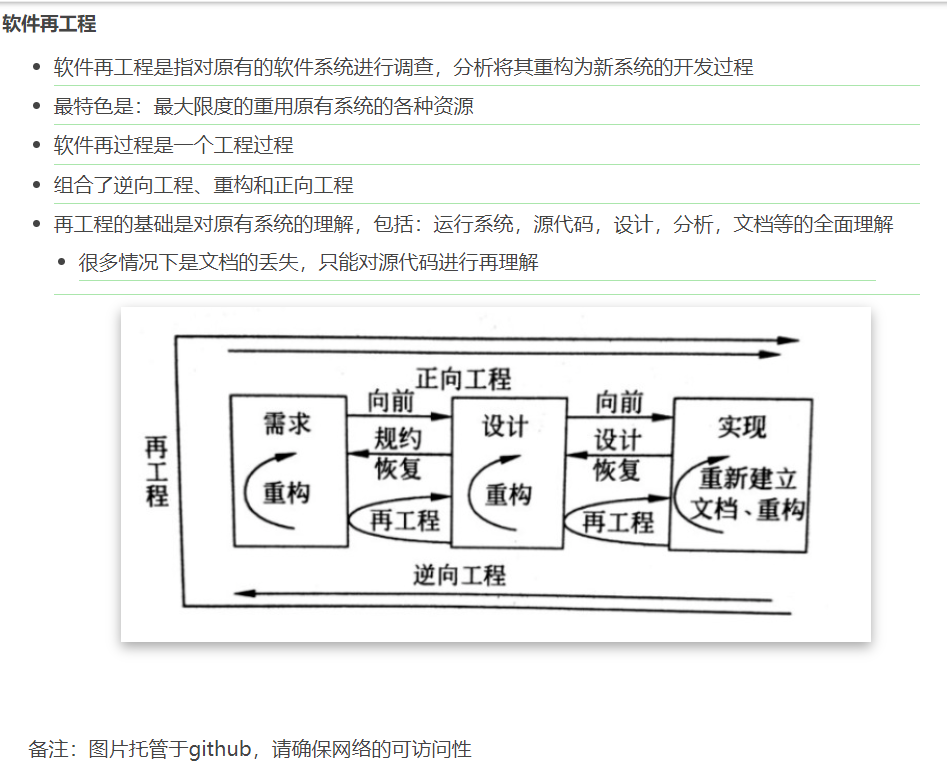 软件再工程
软件再工程是指对原有的软件系统进行调查，分析将其重构为新系统的开发过程
最特色是：最大限度的重用原有系统的各种资源
软件再过程是一个工程过程
组合了逆向工程、重构和正向工程
再工程的基础是对原有系统的理解，包括：运行系统，源代码，设计，分析，文档等的全面理解
很多情况下是文档的丢失，只能对源代码进行再理解
正向工程
再工程
需求
重构
向前
规约
恢复
再工程
设计
重构
向前
设计
恢复
再工程
实现
重新建立
文档、重构
逆向工程
备注：图片托管于github，请确保网络的可访问性